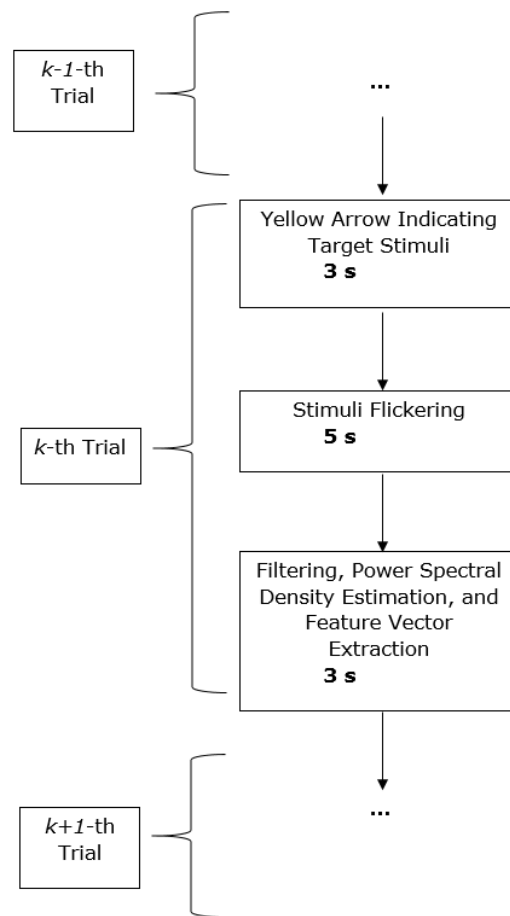 k-1-th
Trial
...
Yellow Arrow Indicating
Target Stimuli
3 s
Stimuli Flickering
5 s
k-th Trial
Filtering, Power Spectral
Density Estimation, and
Feature Vector
Extraction
3 s
...
k+1-th
Trial